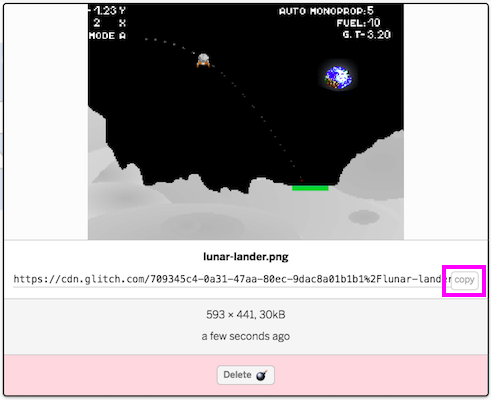 -1.23 Y
2 X
MODE A
AUTO MONOPROP:5
FUEL:10
G.T-3.20
lunar-lander.png
https://cdn.glitch.com/709345c4-0a31-47aa-80ec-9dac8a01b1b1%2Flunar-lander
copy
593 × 441, 30kB
a few seconds ago
Delete